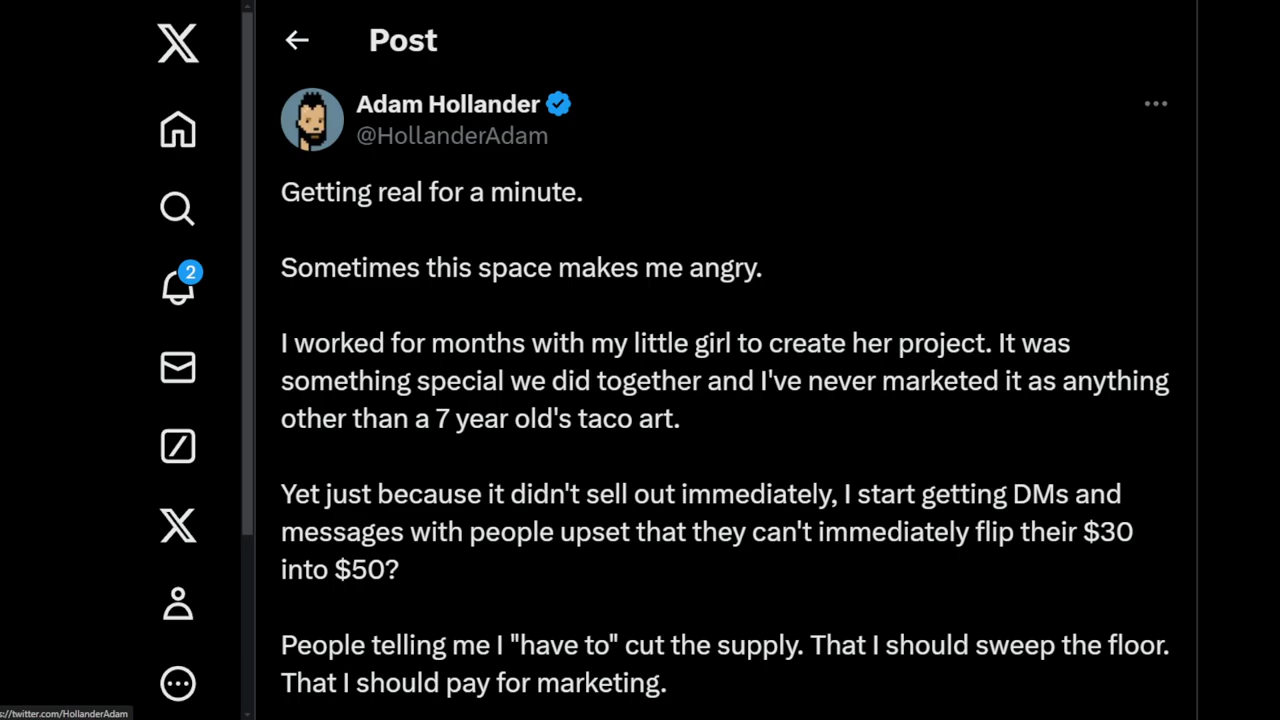 Post
Adam Hollander
@HollanderAdam
Getting real for a minute.
Sometimes this space makes me angry.
I worked for months with my little girl to create her project. It was
something special we did together and I've never marketed it as anything
other than a 7 year old's taco art.
Yet just because it didn't sell out immediately, I start getting DMs and
messages with people upset that they can't immediately flip their $30
into $50?
People telling me I "have to" cut the supply. That I should sweep the floor.
That I should pay for marketing.
2
s://twitter.com/HollanderAdam